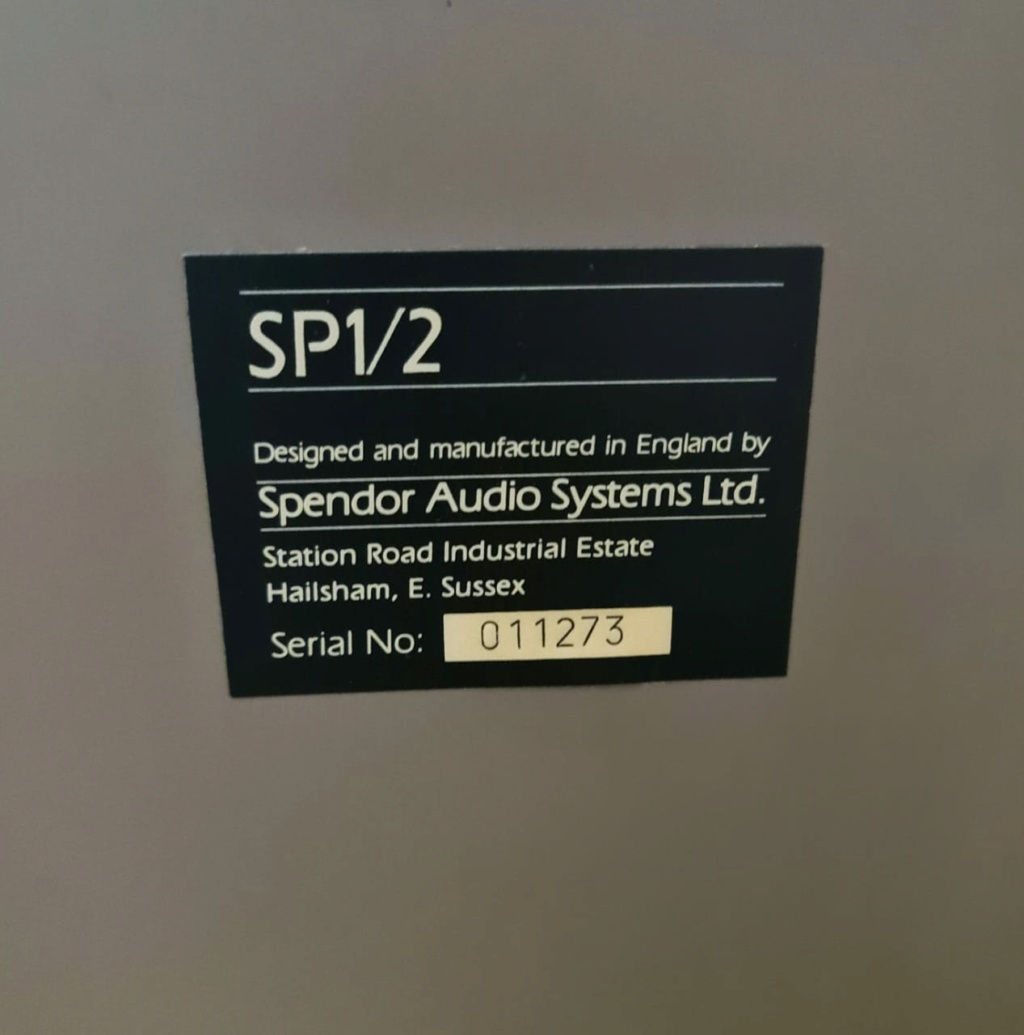 SP1/2
Designed and manufactured in England by
Spendor Audio Systems Ltd.
Station Road Industrial Estate
Hailsham, E. Sussex
Serial No: 011273